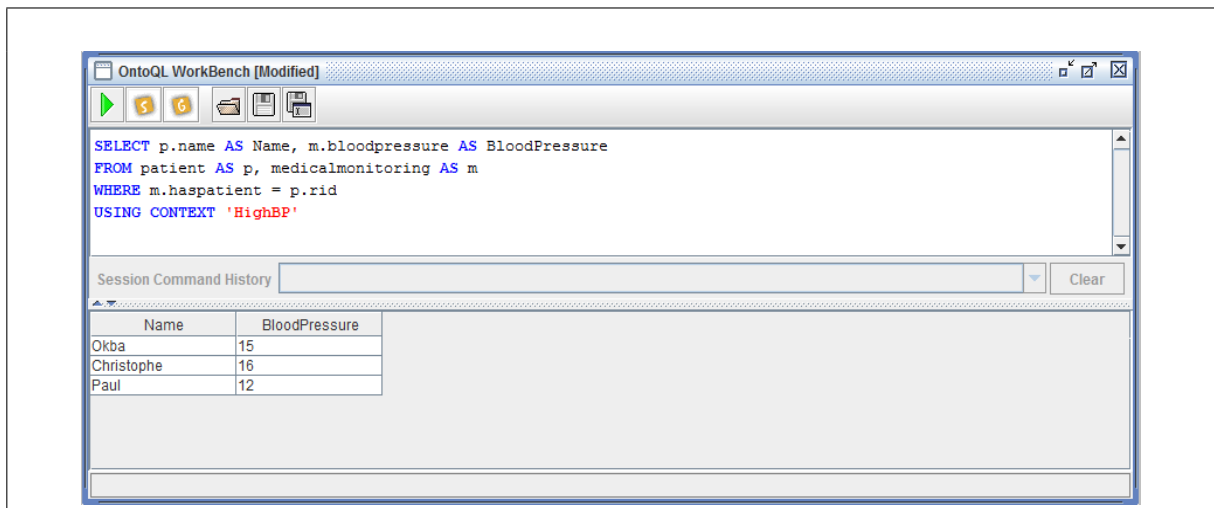 OntoQL WorkBench [Modified]
S G
SELECT p.name AS Name, m.bloodpressure AS BloodPressure
FROM patient AS p, medicalmonitoring AS m
WHERE m.haspatient = p.rid
USING CONTEXT 'HighBP'
Session Command History Clear
Name BloodPressure
Okba 15
Christophe 16
Paul 12